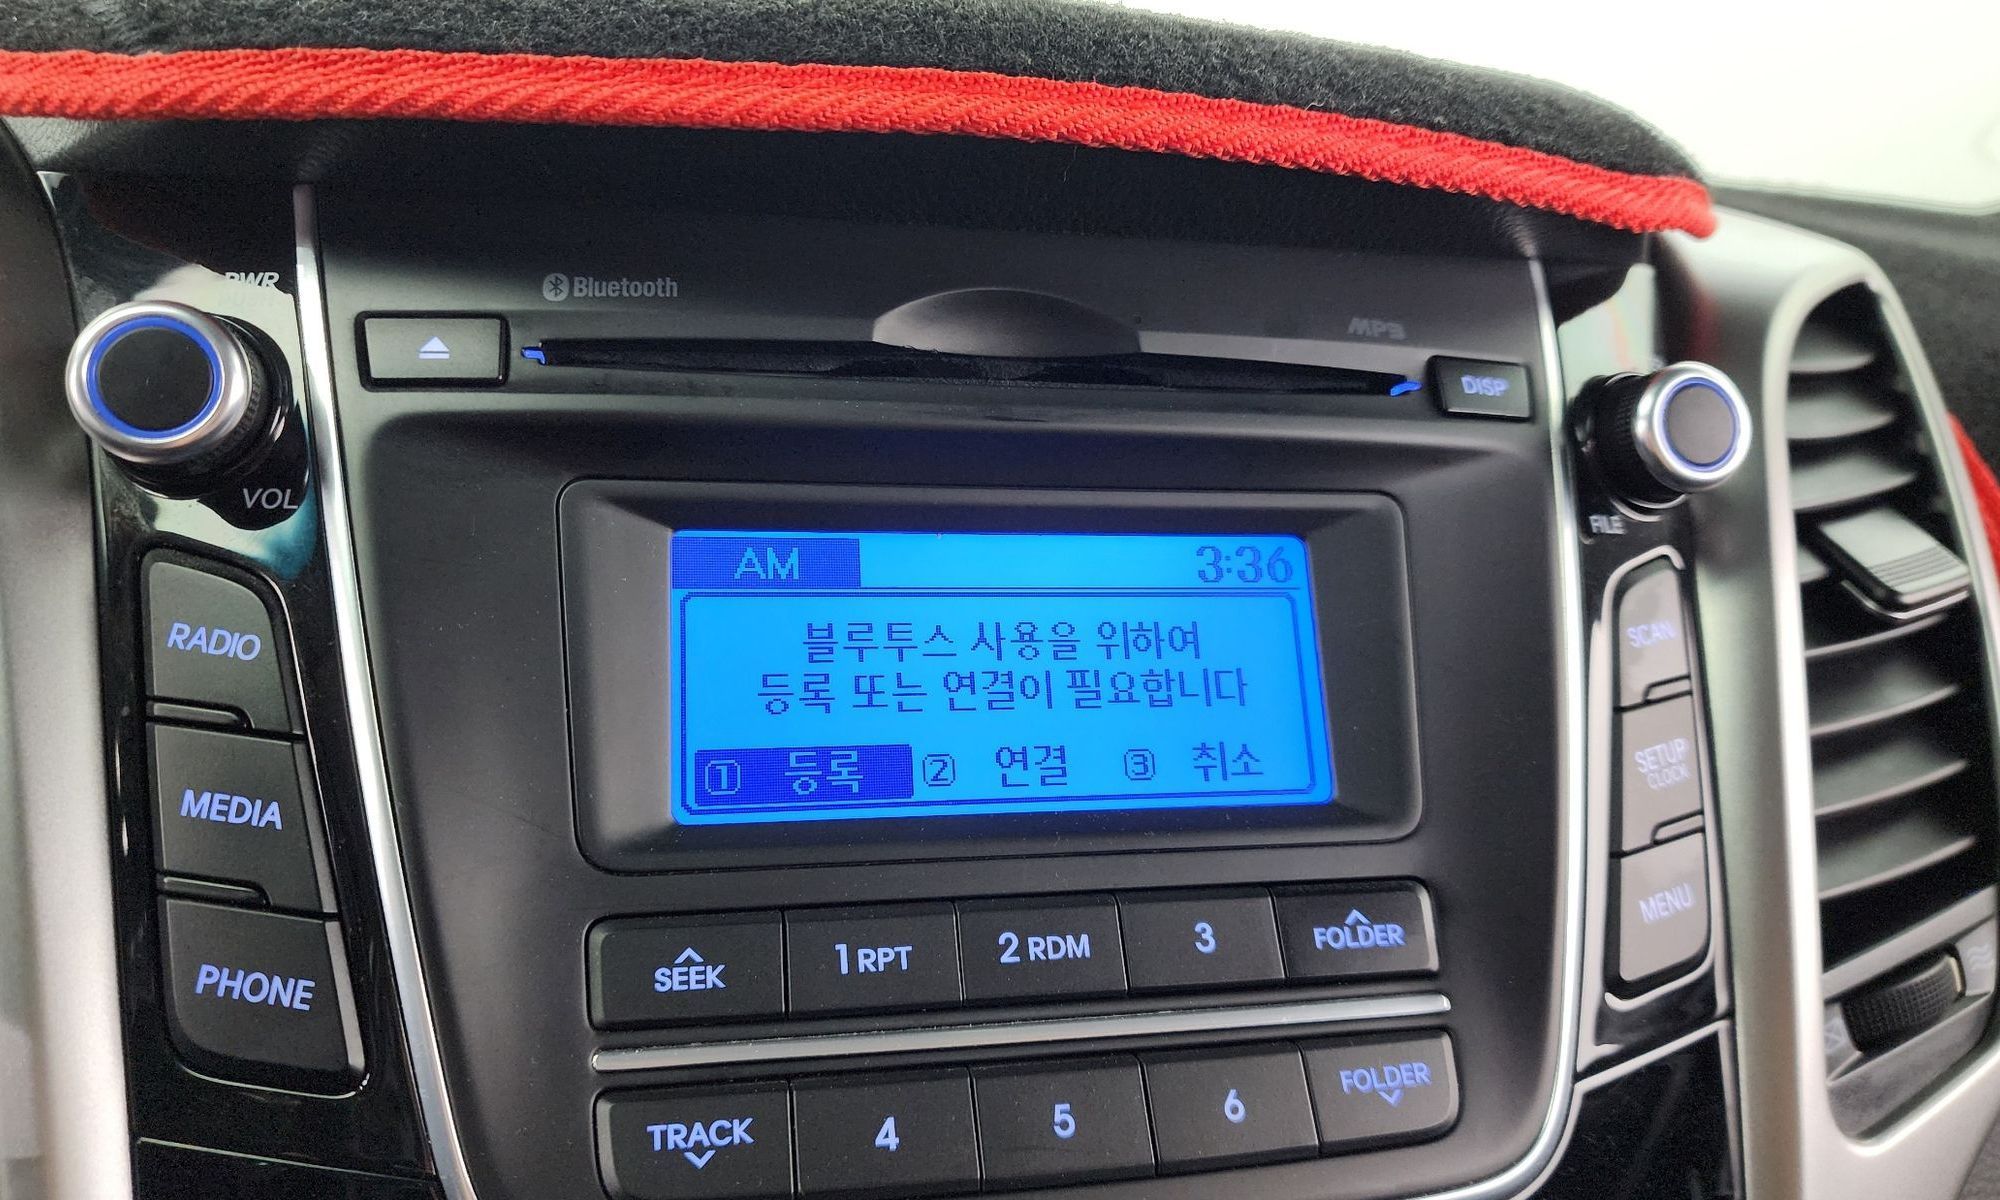 PWR
Bluetooth
MP3
DISP
VOL
FILE
AM
3:36
블루투스 사용을 위하여
등록 또는 연결이 필요합니다
① 등록 ② 연결 ③ 취소
RADIO
MEDIA
PHONE
SCAN
SETUP
CLOCK
MENU
SEEK
1 RPT
2 RDM
3
FOLDER
TRACK
4
5
6
FOLDER